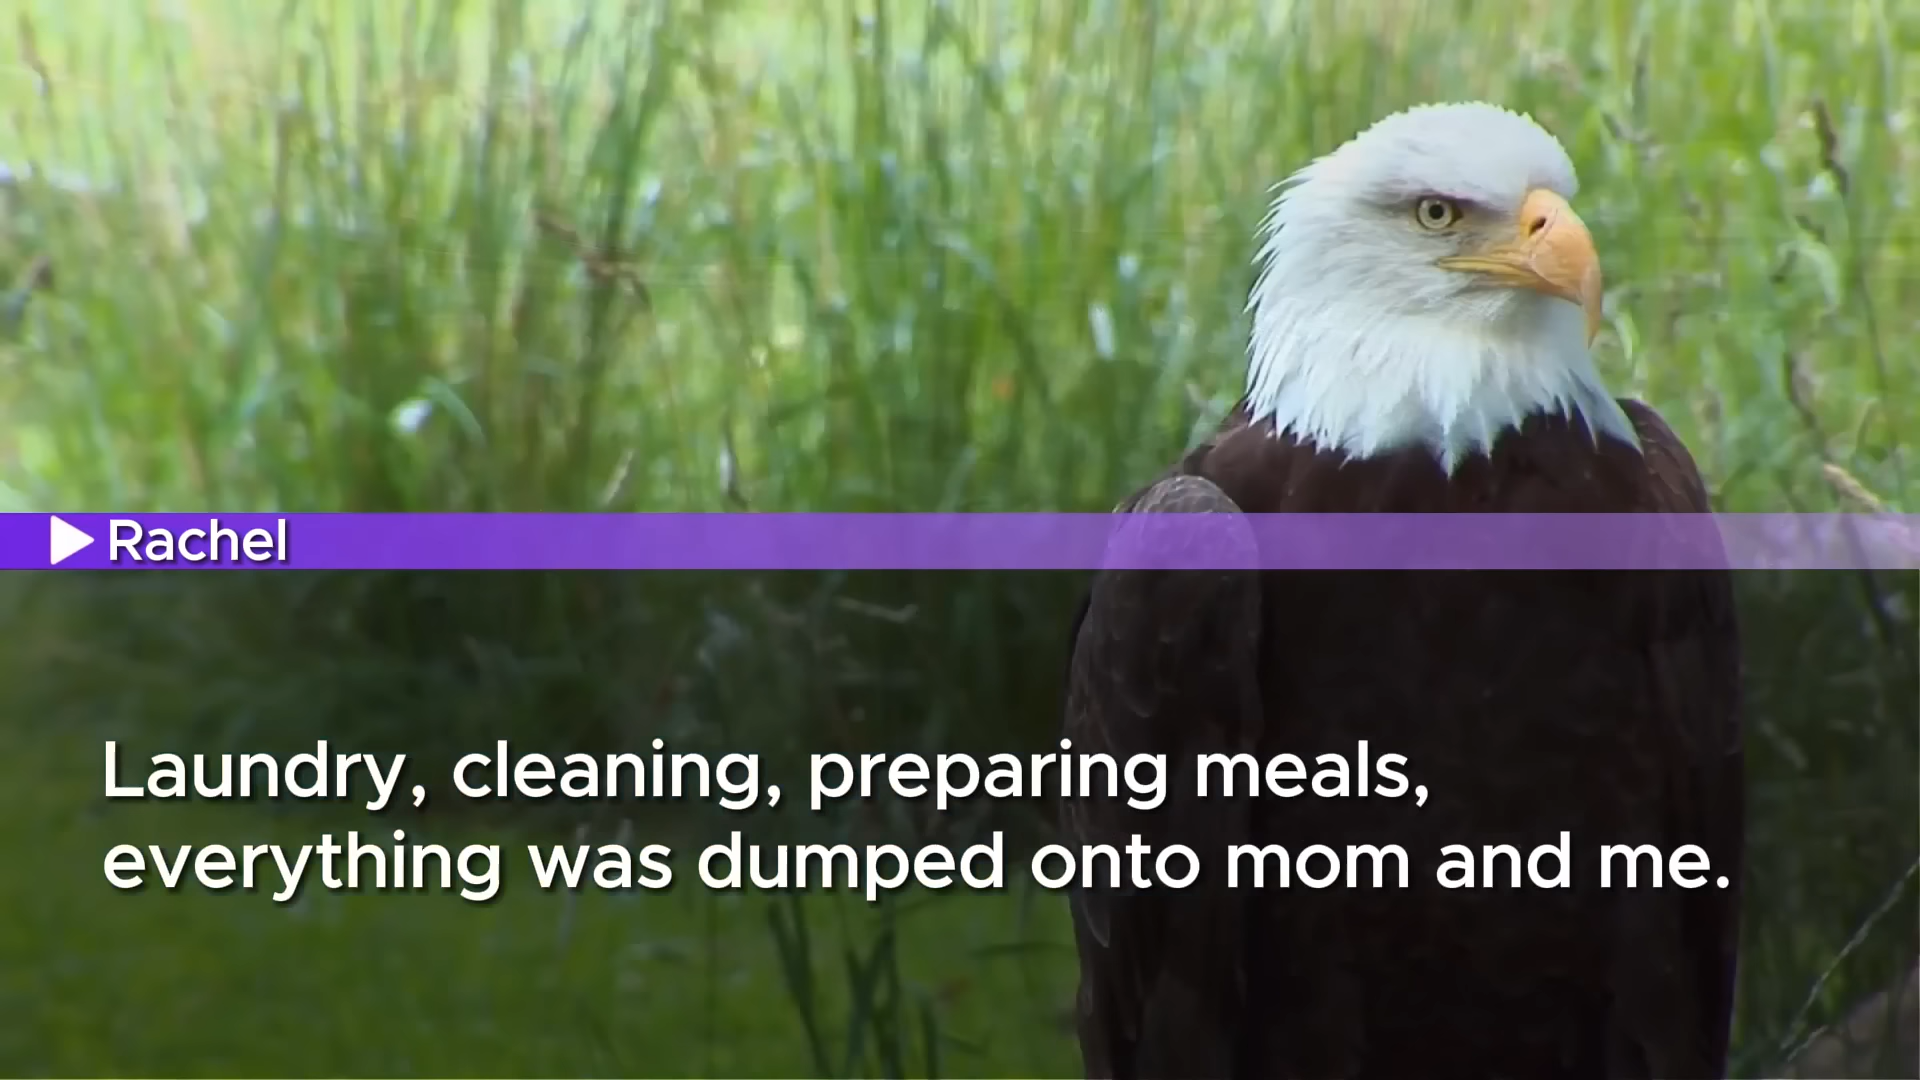 Rachel
Laundry, cleaning, preparing meals,
everything was dumped onto mom and me.